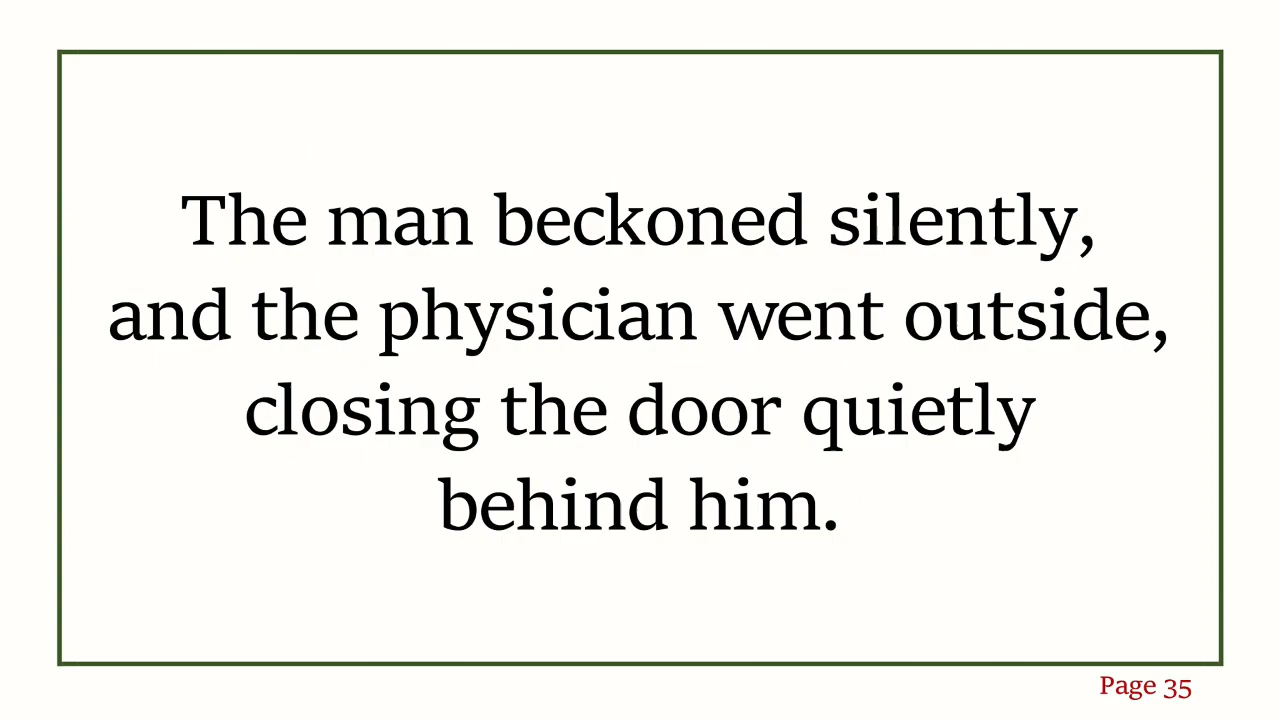 The man beckoned silently,
and the physician went outside,
closing the door quietly
behind him.
Page 35